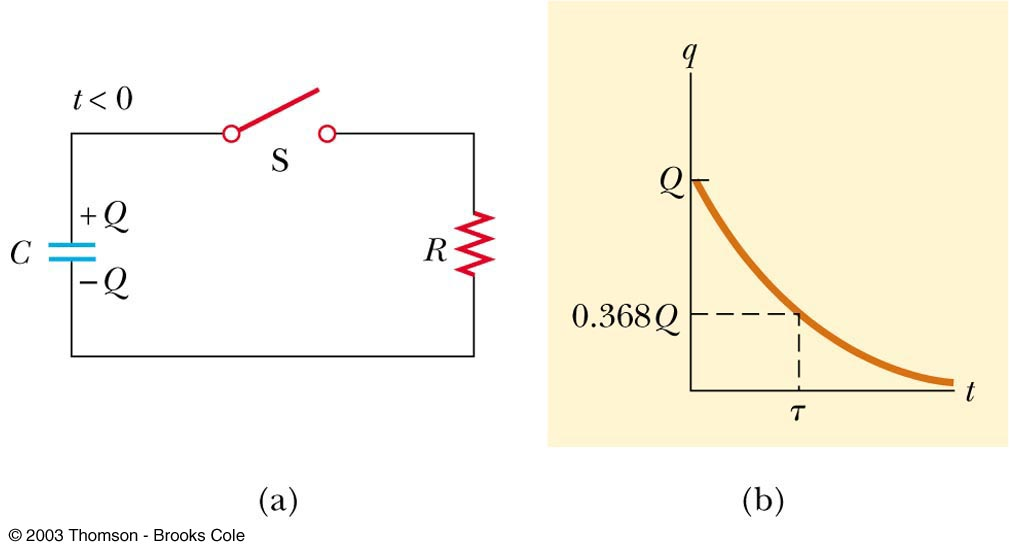 t < 0
S
+Q
C
−Q
R
q
Q
0.368Q
τ
t
(a)
(b)
© 2003 Thomson - Brooks Cole